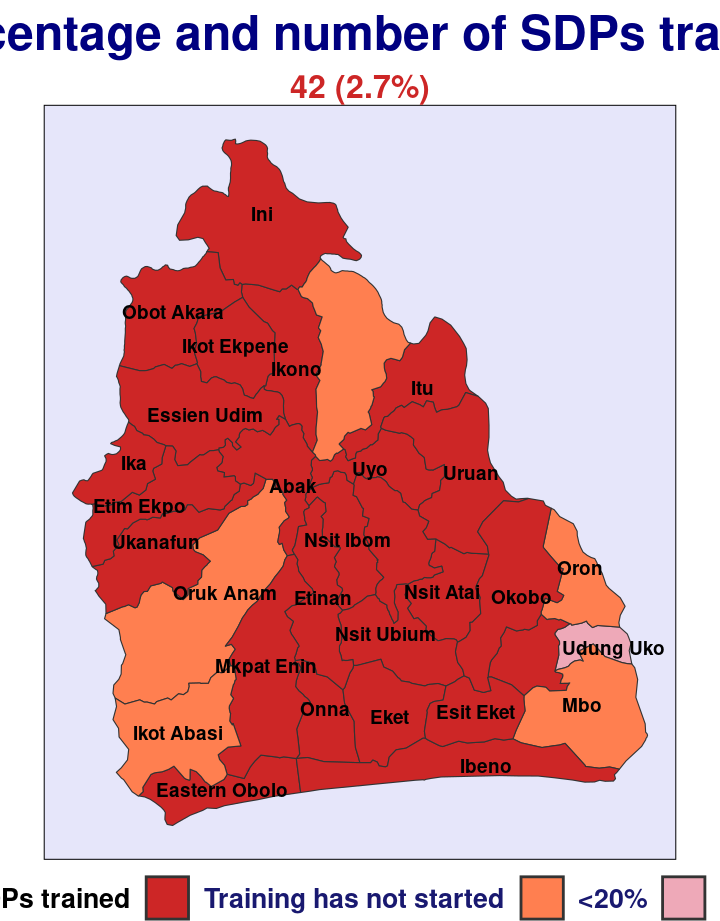 centage and number of SDPs tra
42 (2.7%)
Ini
Obot Akara
Ikot Ekpene
Ikono
Itu
Essien Udim
Ika
Uyo
Uruan
Abak
Etim Ekpo
Ukanafun
Nsit Ibom
Oron
Oruk Anam
Etinan
Nsit Atai
Okobo
Nsit Ubium
Udung Uko
Mkpat Enin
Onna
Eket
Esit Eket
Mbo
Ikot Abasi
Ibeno
Eastern Obolo
Ps trained Training has not started <20%